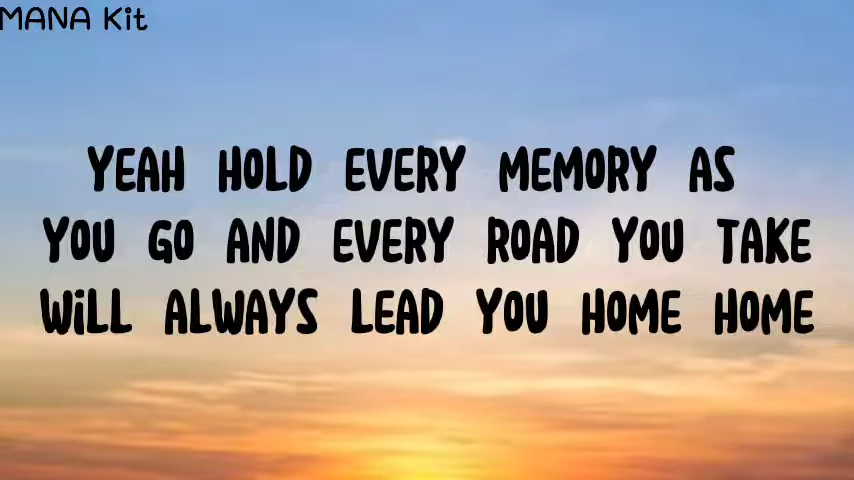 MANA Kit
YEAH HOLD EVERY MEMORY AS
YOU GO AND EVERY ROAD YOU TAKE
WiLL ALWAYS LEAD YOU HOME HOME